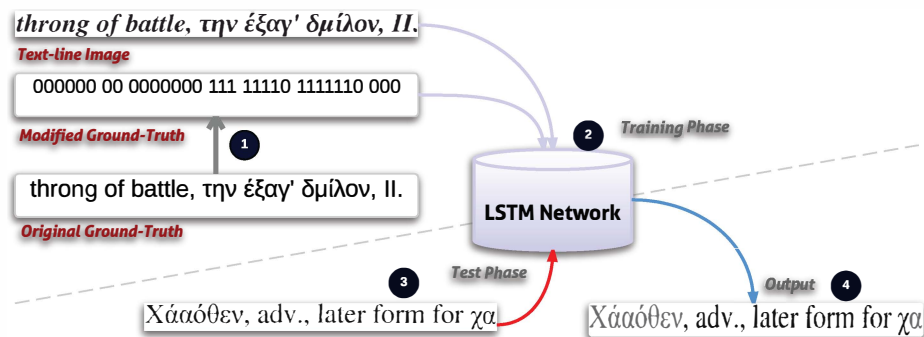 throng of battle, την έξαγ' δμίλον, II.
Text-line Image
000000 00 0000000 111 11110 1111110 000
Modified Ground-Truth
1
2
Training Phase
throng of battle, την έξαγ' δμίλον, II.
Original Ground-Truth
LSTM Network
Test Phase
3
Χάαόθεν, adv., later form for χα
Output
4
Χάαόθεν, adv., later form for χα